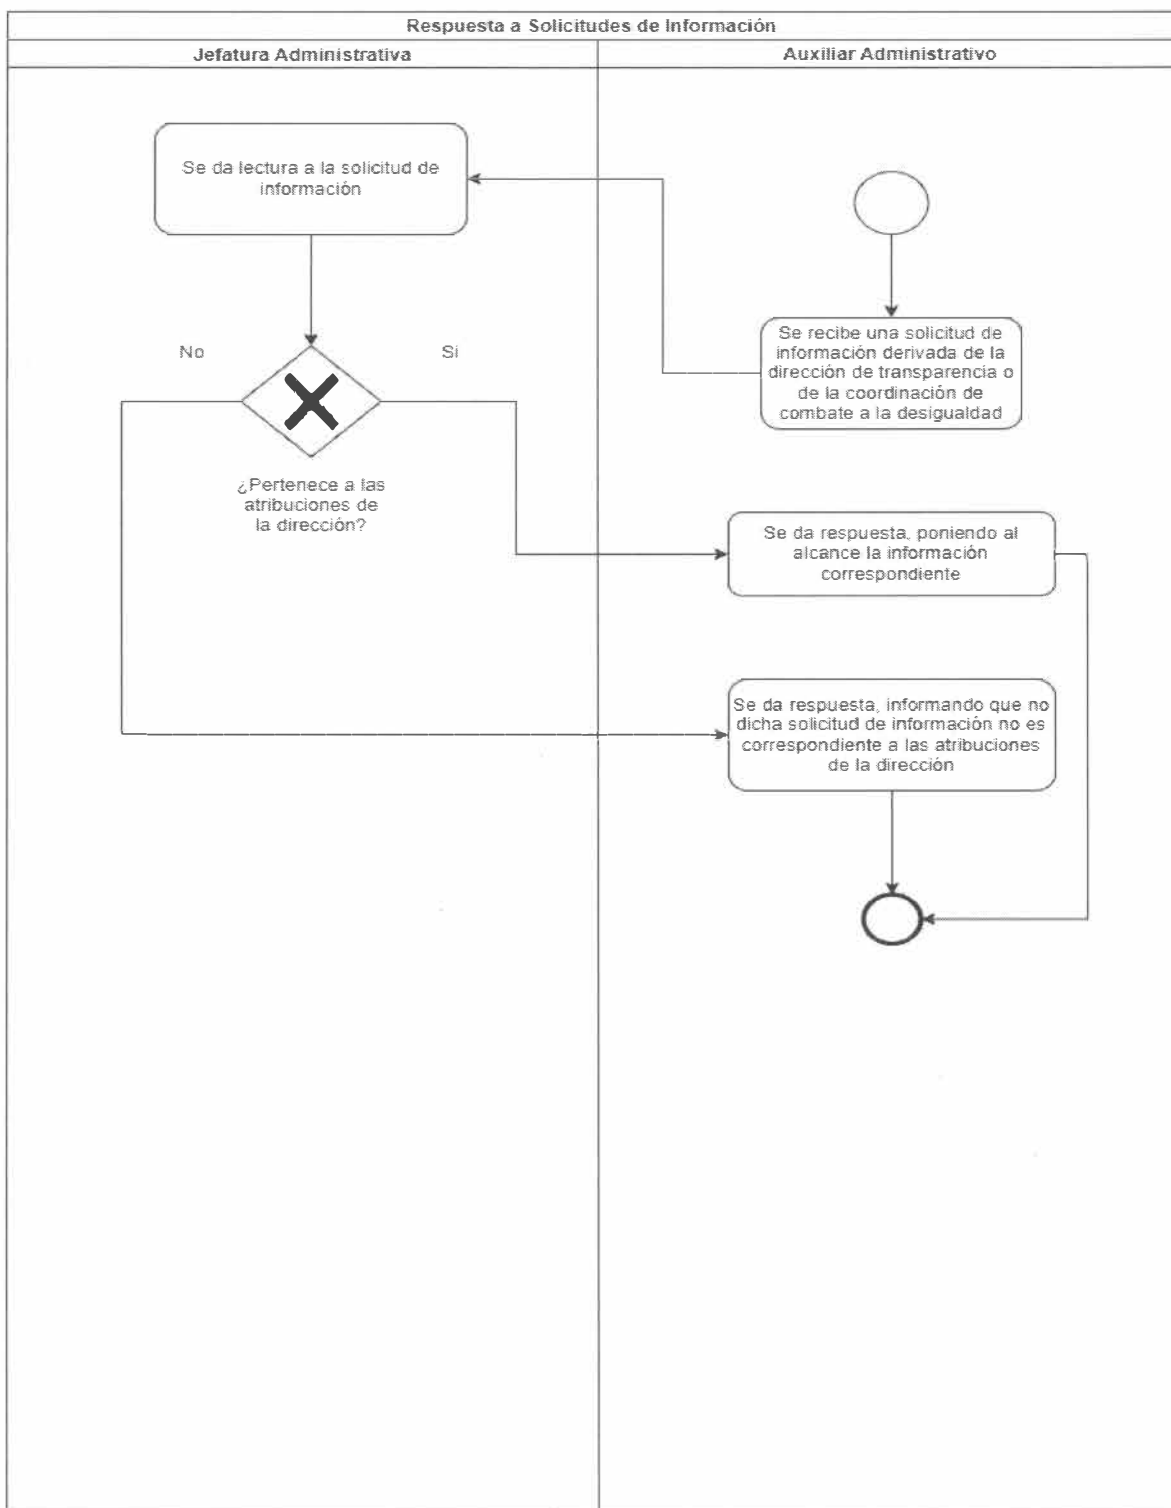 Respuesta a Solicitudes de Información
Jefatura Administrativa
Auxiliar Administrativo
Se da lectura a la solicitud de
información
Se recibe una solicitud de
información derivada de la
dirección de transparencia o
de la coordinación de
combate a la desigualdad
No
Si
¿Pertenece a las
atribuciones de
la dirección?
Se da respuesta, poniendo al
alcance la información
correspondiente
Se da respuesta, informando que no
dicha solicitud de información no es
correspondiente a las atribuciones
de la dirección